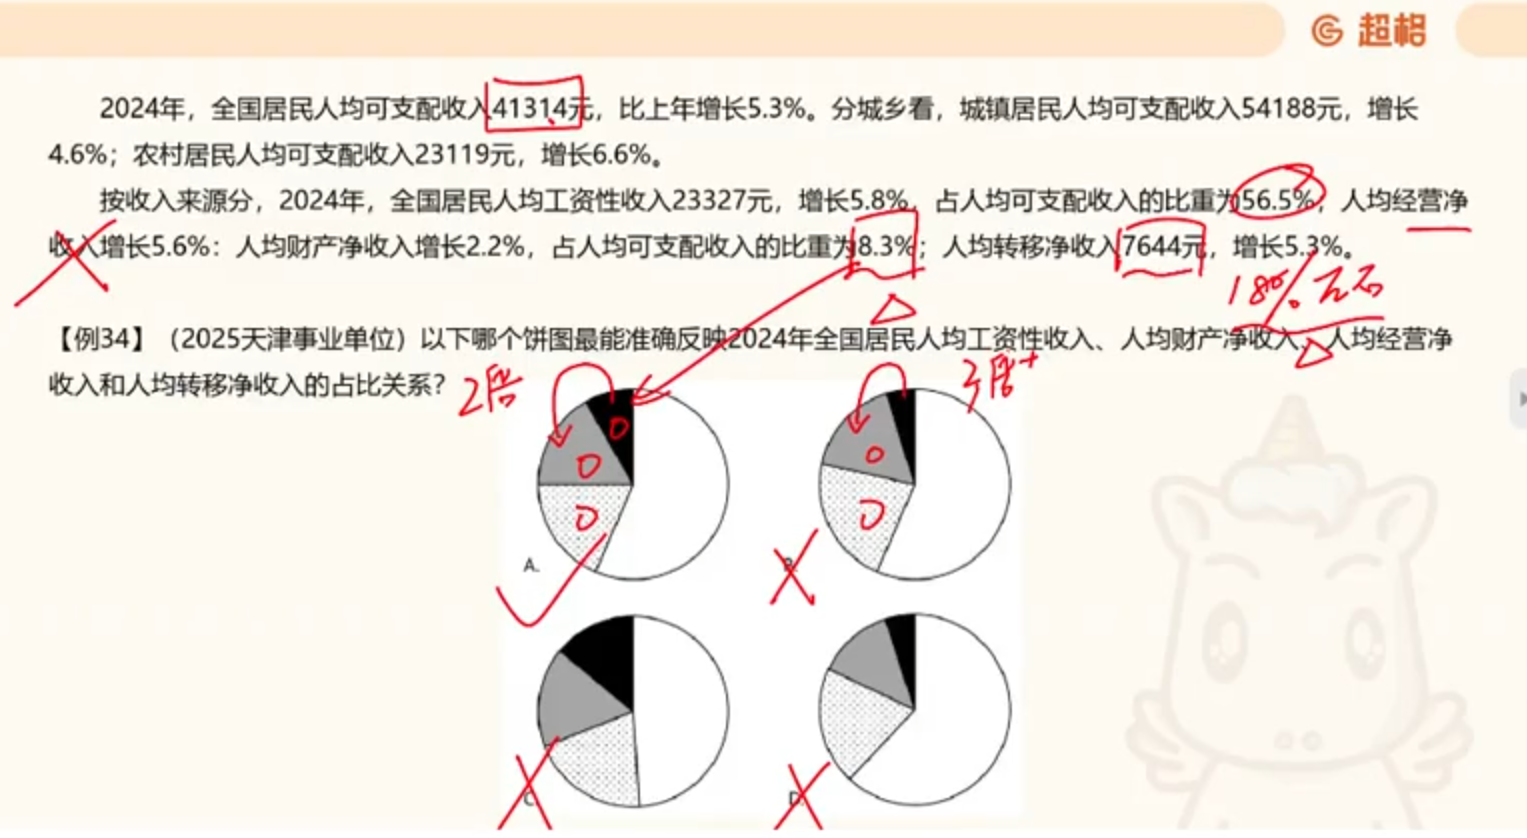 超格
2024年，全国居民人均可支配收入41314元，比上年增长5.3%。分城乡看，城镇居民人均可支配收入54188元，增长
4.6%；农村居民人均可支配收入23119元，增长6.6%。
按收入来源分，2024年，全国居民人均工资性收入23327元，增长5.8%，占人均可支配收入的比重为56.5%，人均经营净
收入增长5.6%：人均财产净收入增长2.2%，占人均可支配收入的比重为8.3%；人均转移净收入7644元，增长5.3%。
18%左右
【例34】（2025天津事业单位）以下哪个饼图最能准确反映2024年全国居民人均工资性收入、人均财产净收入、人均经营净
收入和人均转移净收入的占比关系？
2倍
3倍+
A.
B.
C.
D.